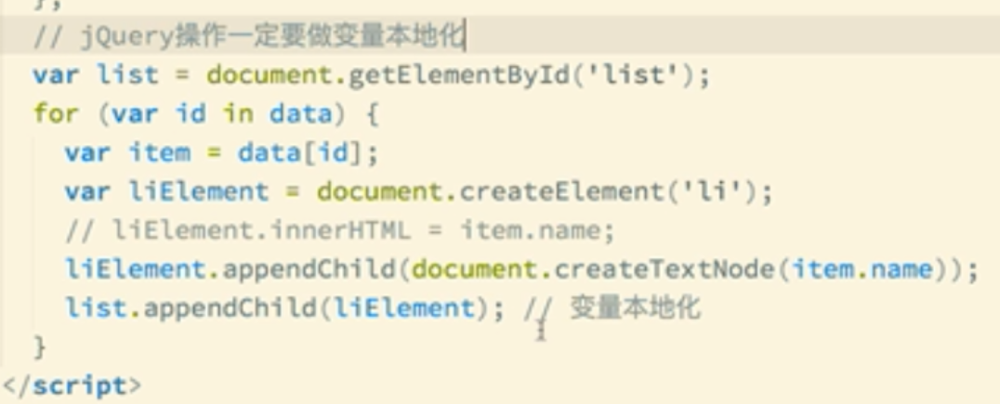 };
// jQuery操作一定要做变量本地化
var list = document.getElementById('list');
for (var id in data) {
var item = data[id];
var liElement = document.createElement('li');
// liElement.innerHTML = item.name;
liElement.appendChild(document.createTextNode(item.name));
list.appendChild(liElement); // 变量本地化
}
</script>